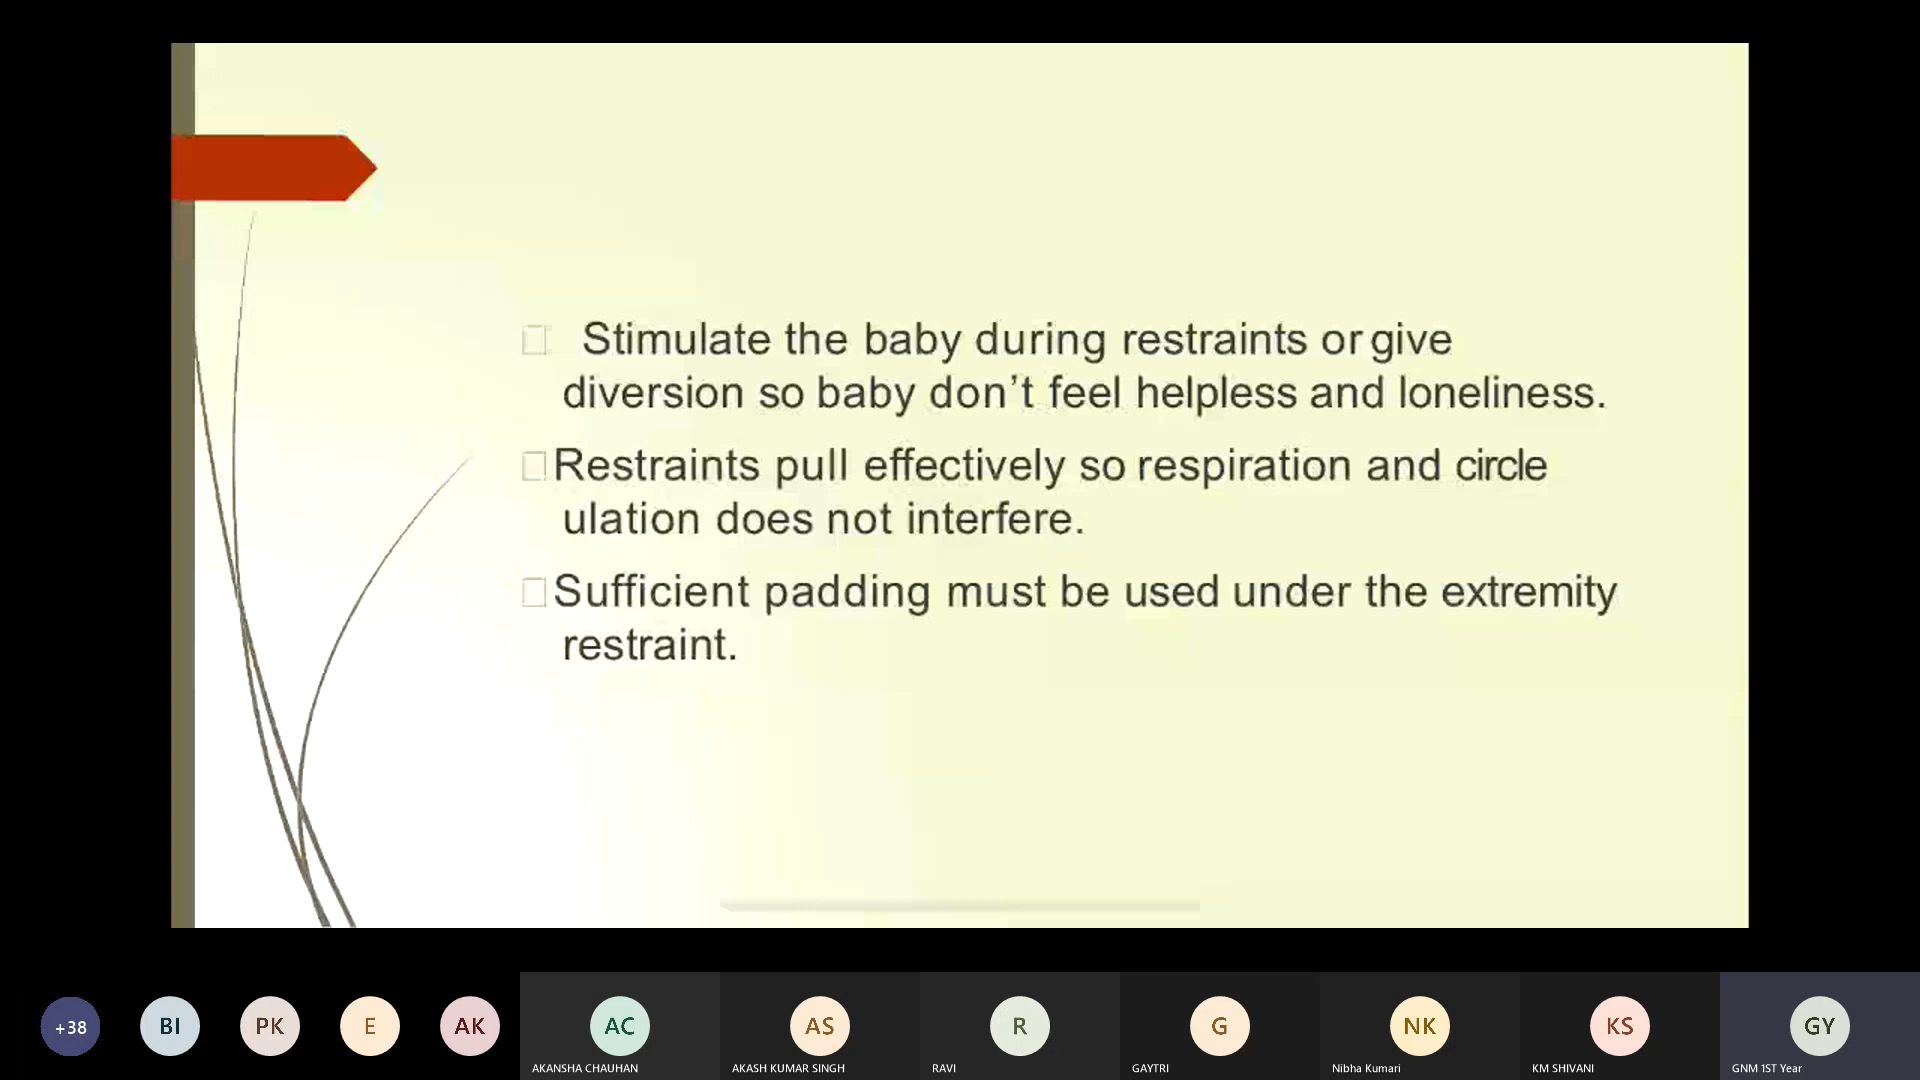 Stimulate the baby during restraints or give
diversion so baby don’t feel helpless and loneliness.
Restraints pull effectively so respiration and circle
ulation does not interfere.
Sufficient padding must be used under the extremity
restraint.
+38
BI
PK
E
AK
AC
AS
R
G
NK
KS
GY
AKANSHA CHAUHAN
AKASH KUMAR SINGH
RAVI
GAYTRI
Nibha Kumari
KM SHIVANI
GNM 1ST Year